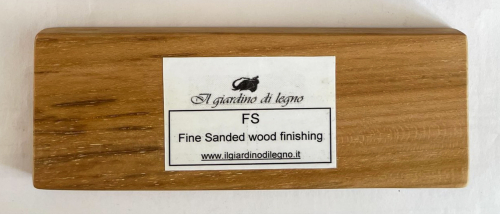 Il giardino di legno
FS
Fine Sanded wood finishing
www.ilgiardinodilegno.it